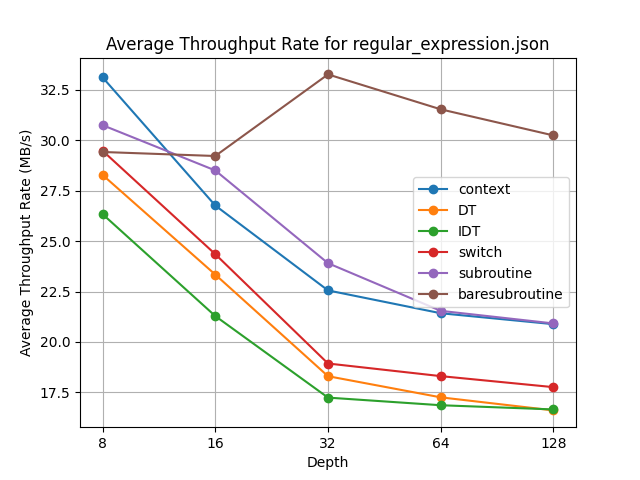 Average Throughput Rate for regular_expression.json
Average Throughput Rate (MB/s)
32.5
30.0
27.5
25.0
22.5
20.0
17.5
context
DT
IDT
switch
subroutine
baresubroutine
8
16
32
64
128
Depth